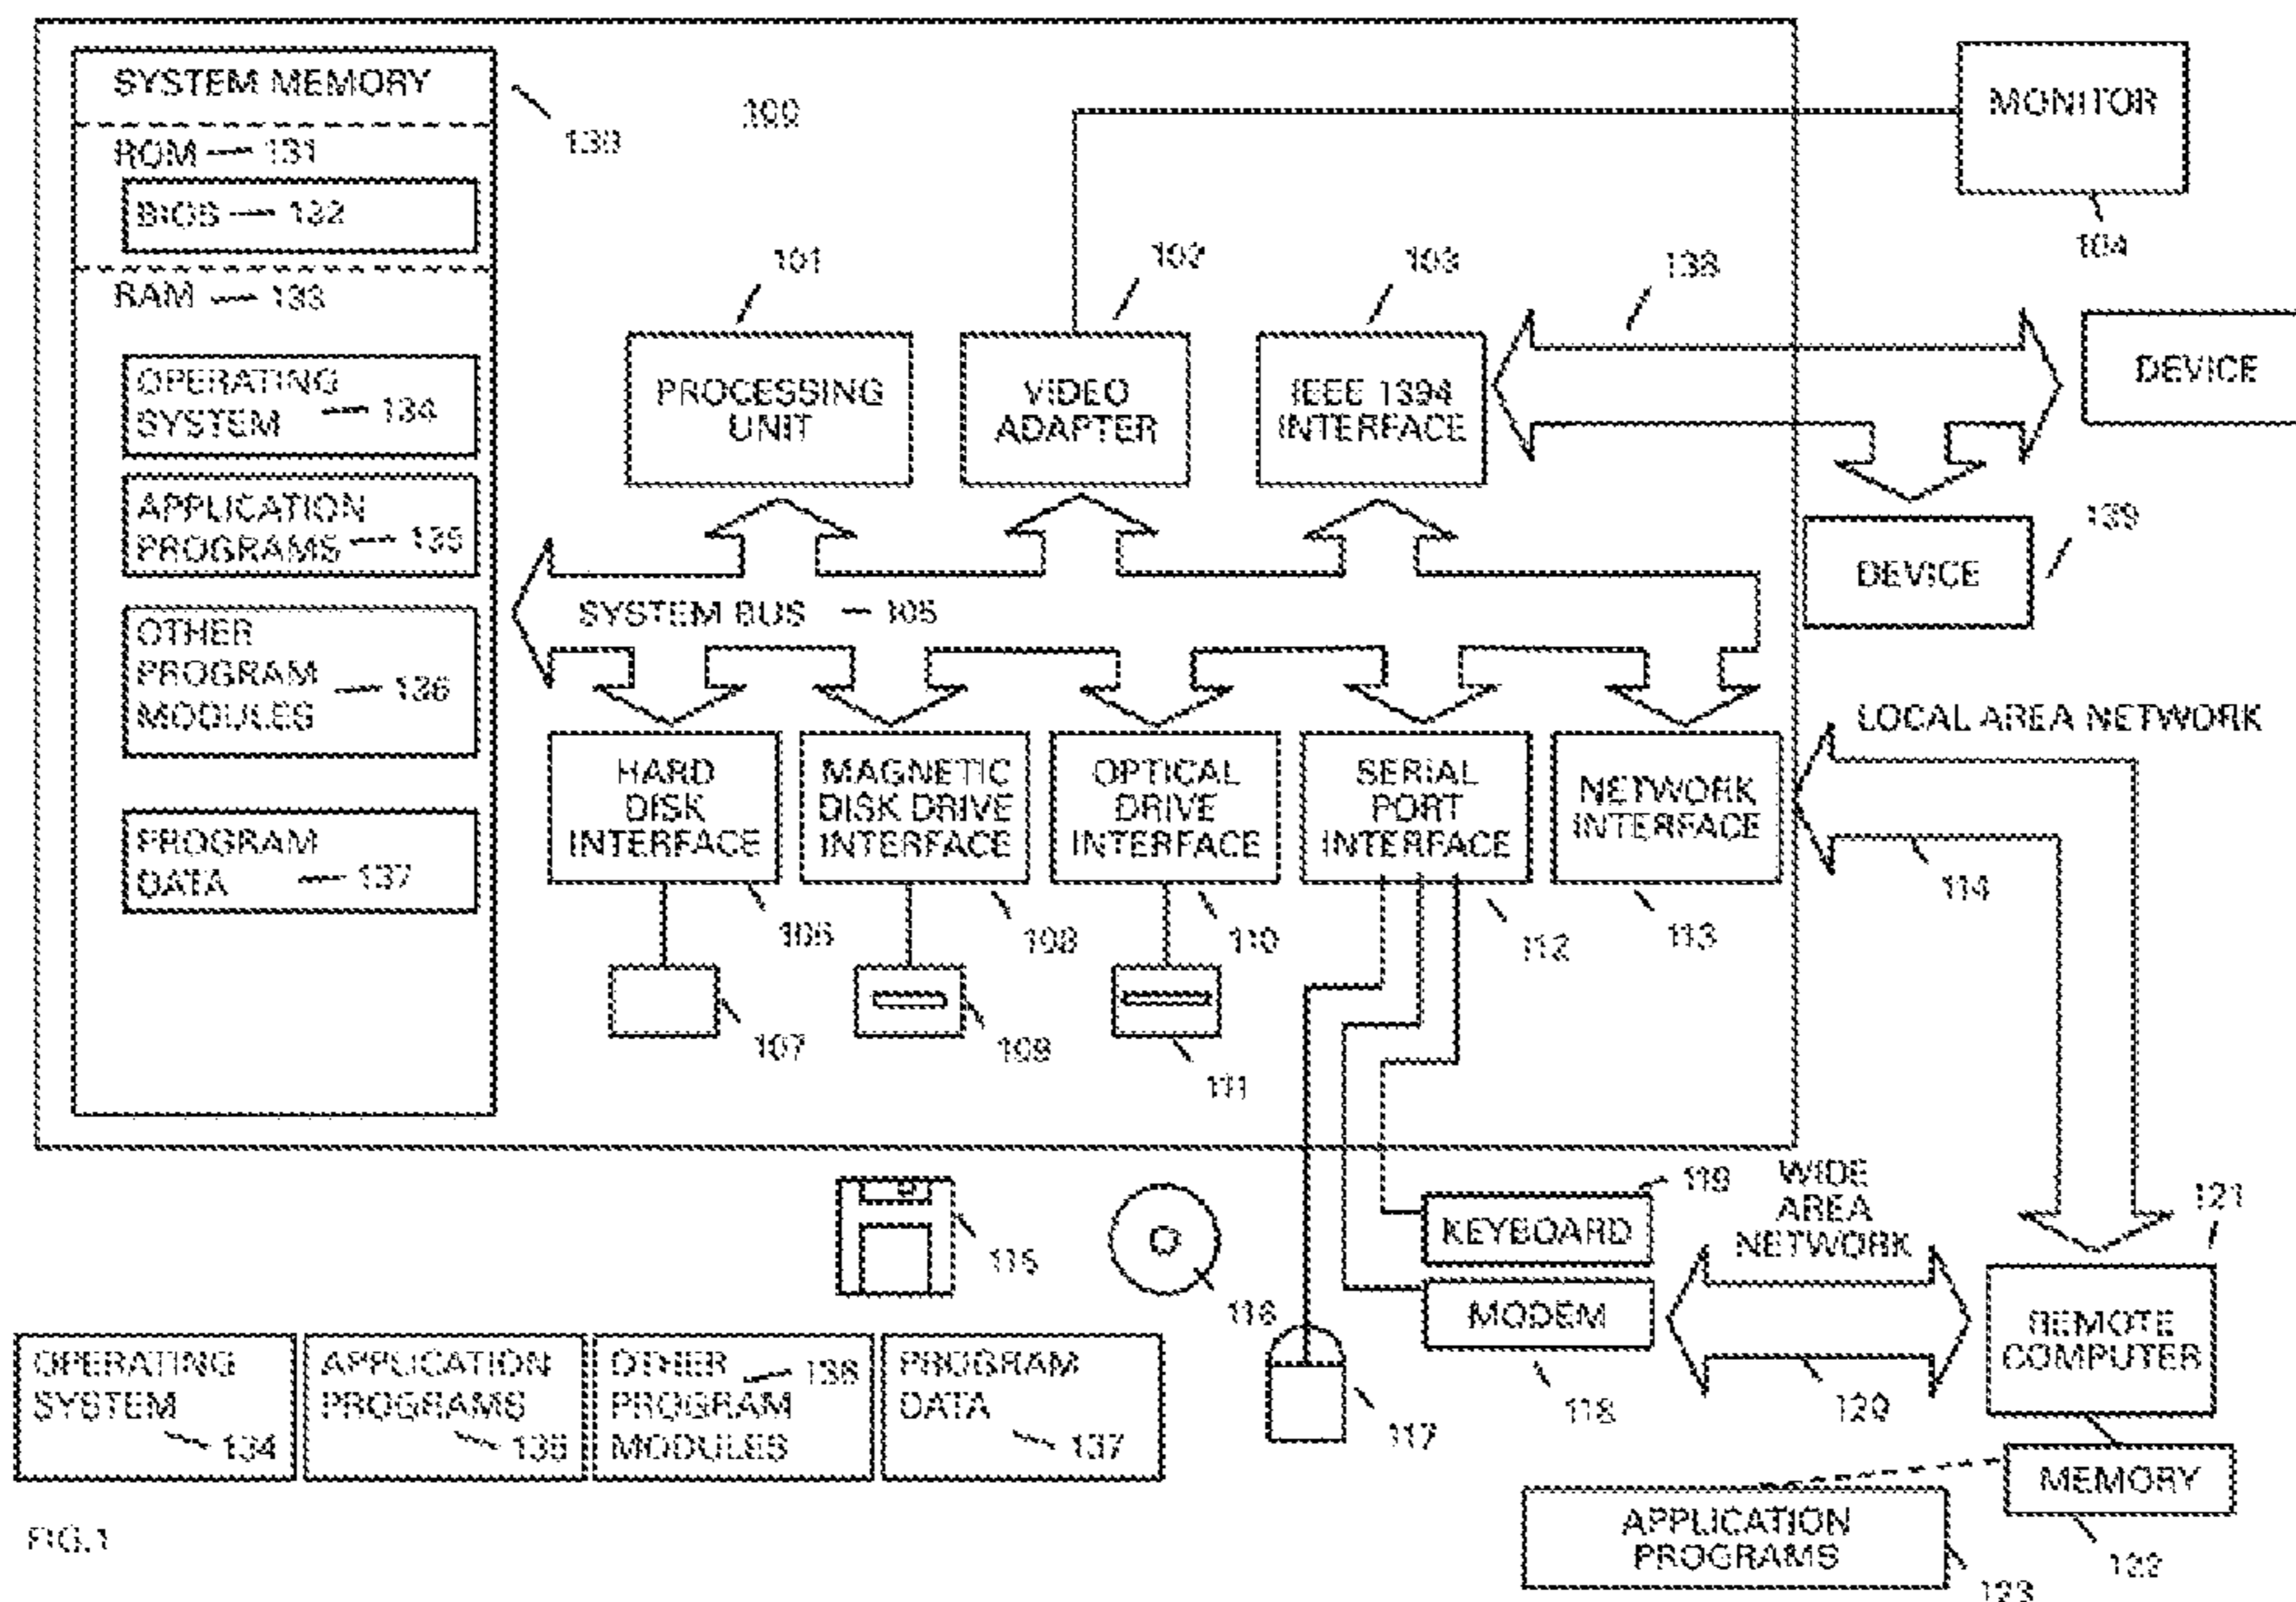 SYSTEM MEMORY
130
100
MONITOR
104
ROM — 131
BIOS — 132
RAM — 133
OPERATING
SYSTEM — 134
APPLICATION
PROGRAMS — 135
OTHER
PROGRAM
MODULES — 136
PROGRAM
DATA — 137
101
PROCESSING
UNIT
102
VIDEO
ADAPTER
103
IEEE 1394
INTERFACE
138
DEVICE
139
DEVICE
SYSTEM BUS — 105
HARD
DISK
INTERFACE
106
107
MAGNETIC
DISK DRIVE
INTERFACE
108
109
OPTICAL
DRIVE
INTERFACE
110
111
SERIAL
PORT
INTERFACE
112
NETWORK
INTERFACE
113
LOCAL AREA NETWORK
114
115
116
117
119
KEYBOARD
MODEM
118
WIDE
AREA
NETWORK
120
121
REMOTE
COMPUTER
MEMORY
122
APPLICATION
PROGRAMS
123
OPERATING
SYSTEM
134
APPLICATION
PROGRAMS
135
OTHER — 136
PROGRAM
MODULES
PROGRAM
DATA
137
FIG.1